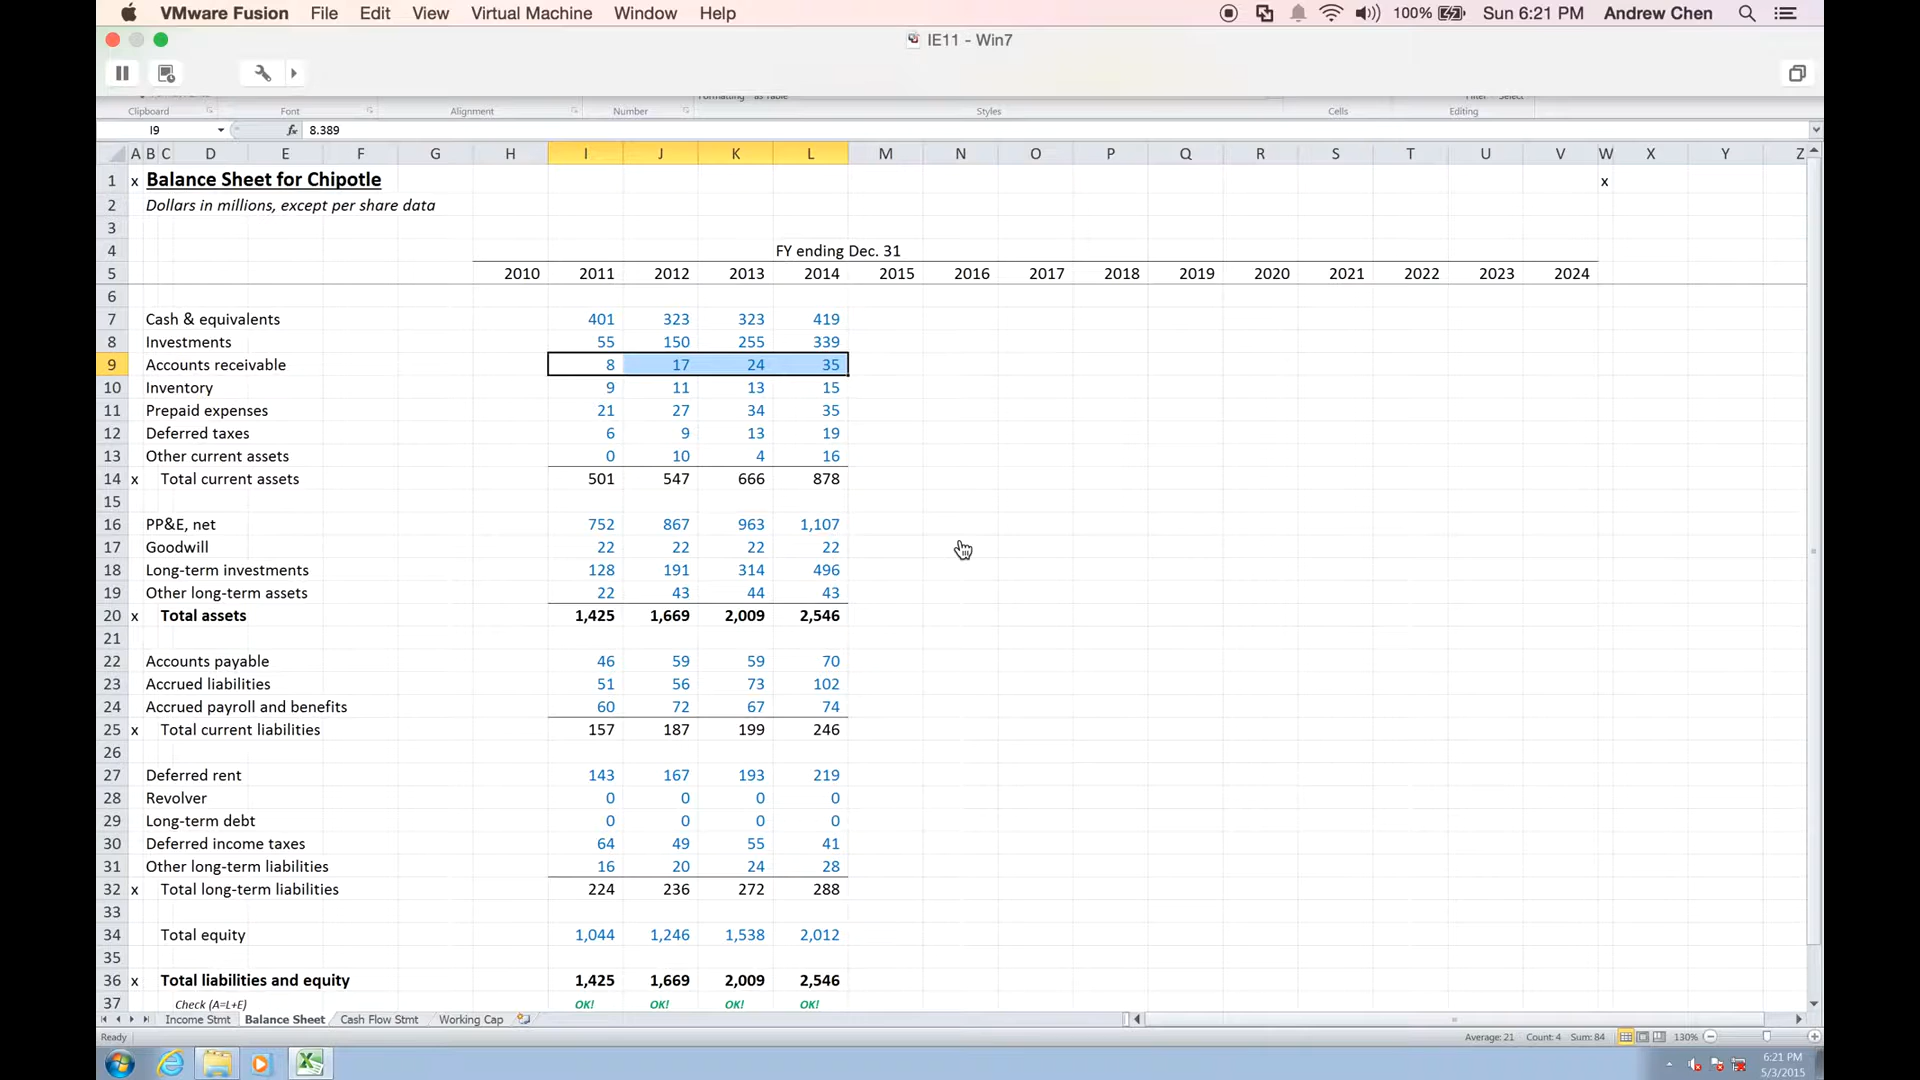 VMware Fusion File Edit View Virtual Machine Window Help 100% Sun 6:21 PM Andrew Chen
IE11 - Win7
Formatting as Table Filter Select
Clipboard Font Alignment Number Styles Cells Editing
I9 fx 8.389
A B C D E F G H I J K L M N O P Q R S T U V W X Y Z
1 x Balance Sheet for Chipotle x
2 Dollars in millions, except per share data
3
4 FY ending Dec. 31
5 2010 2011 2012 2013 2014 2015 2016 2017 2018 2019 2020 2021 2022 2023 2024
6
7 Cash & equivalents 401 323 323 419
8 Investments 55 150 255 339
9 Accounts receivable 8 17 24 35
10 Inventory 9 11 13 15
11 Prepaid expenses 21 27 34 35
12 Deferred taxes 6 9 13 19
13 Other current assets 0 10 4 16
14 x Total current assets 501 547 666 878
15
16 PP&E, net 752 867 963 1,107
17 Goodwill 22 22 22 22
18 Long-term investments 128 191 314 496
19 Other long-term assets 22 43 44 43
20 x Total assets 1,425 1,669 2,009 2,546
21
22 Accounts payable 46 59 59 70
23 Accrued liabilities 51 56 73 102
24 Accrued payroll and benefits 60 72 67 74
25 x Total current liabilities 157 187 199 246
26
27 Deferred rent 143 167 193 219
28 Revolver 0 0 0 0
29 Long-term debt 0 0 0 0
30 Deferred income taxes 64 49 55 41
31 Other long-term liabilities 16 20 24 28
32 x Total long-term liabilities 224 236 272 288
33
34 Total equity 1,044 1,246 1,538 2,012
35
36 x Total liabilities and equity 1,425 1,669 2,009 2,546
37 Check (A=L+E) OK! OK! OK! OK!
Income Stmt Balance Sheet Cash Flow Stmt Working Cap
Ready Average: 21 Count: 4 Sum: 84 130%
6:21 PM
5/3/2015